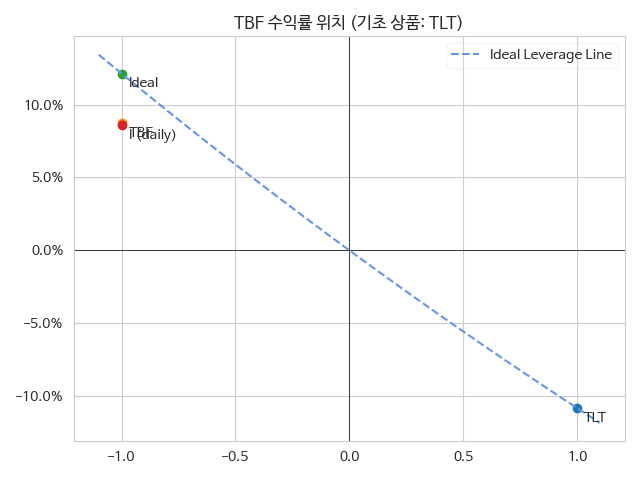 TBF 수익률 위치 (기초 상품: TLT)
Ideal Leverage Line
Ideal
10.0%
TBF
(daily)
5.0%
0.0%
−5.0%
−10.0%
TLT
−1.0
−0.5
0.0
0.5
1.0